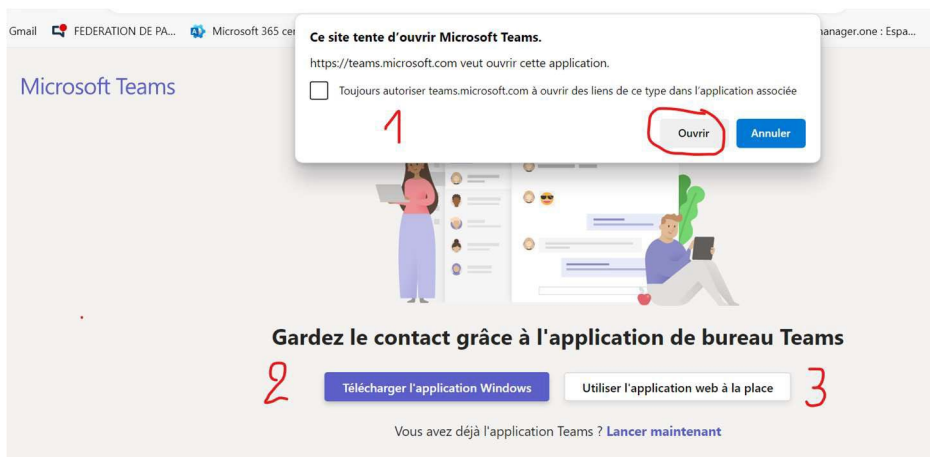 Gmail FEDERATION DE PA... Microsoft 365 cer anager.one : Espa...
Ce site tente d'ouvrir Microsoft Teams.
https://teams.microsoft.com veut ouvrir cette application.
Microsoft Teams
Toujours autoriser teams.microsoft.com à ouvrir des liens de ce type dans l'application associée
1
Ouvrir Annuler
Gardez le contact grâce à l'application de bureau Teams
2 Télécharger l'application Windows Utiliser l'application web à la place 3
Vous avez déjà l'application Teams ? Lancer maintenant